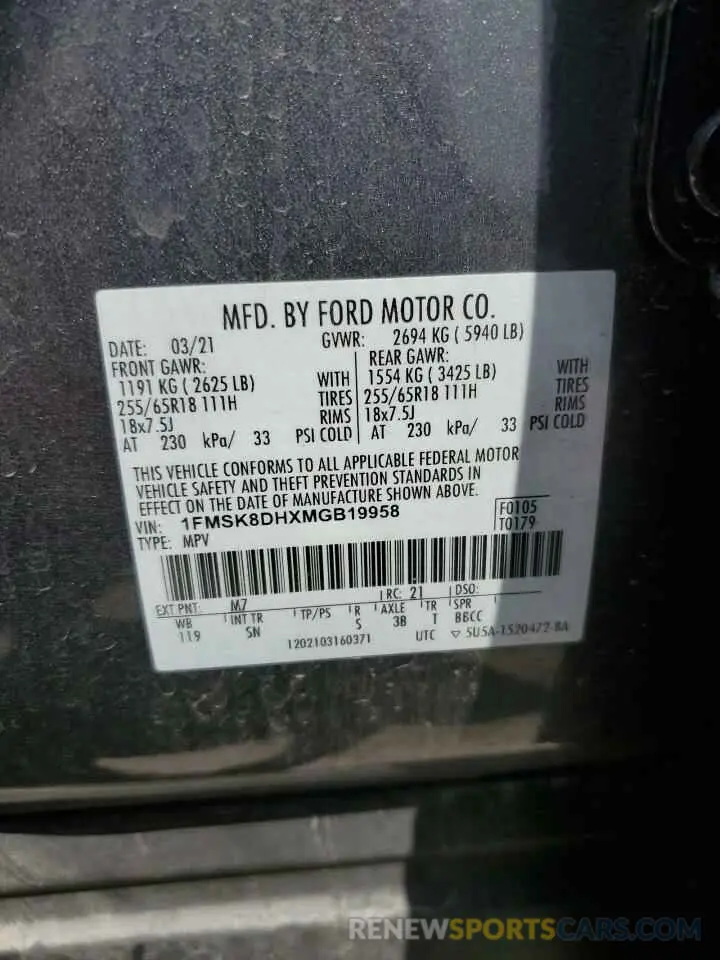 MFD. BY FORD MOTOR CO.
DATE: 03/21 GVWR: 2694 KG ( 5940 LB)
FRONT GAWR: REAR GAWR:
1191 KG ( 2625 LB) WITH 1554 KG ( 3425 LB) WITH
255/65R18 111H TIRES 255/65R18 111H TIRES
18x7.5J RIMS 18x7.5J RIMS
AT 230 kPa/ 33 PSI COLD AT 230 kPa/ 33 PSI COLD
THIS VEHICLE CONFORMS TO ALL APPLICABLE FEDERAL MOTOR
VEHICLE SAFETY AND THEFT PREVENTION STANDARDS IN
EFFECT ON THE DATE OF MANUFACTURE SHOWN ABOVE.
VIN: 1FMSK8DHXMGB19958 F0105
TYPE: MPV T0179
EXT PNT: M7 RC: 21 DSO:
WB INT TR TP/PS R AXLE TR SPR
119 SN S 3B T BBCC
1202103160371 UTC ▽ 5U5A-1520472-BA
RENEWSPORTSCARS.COM